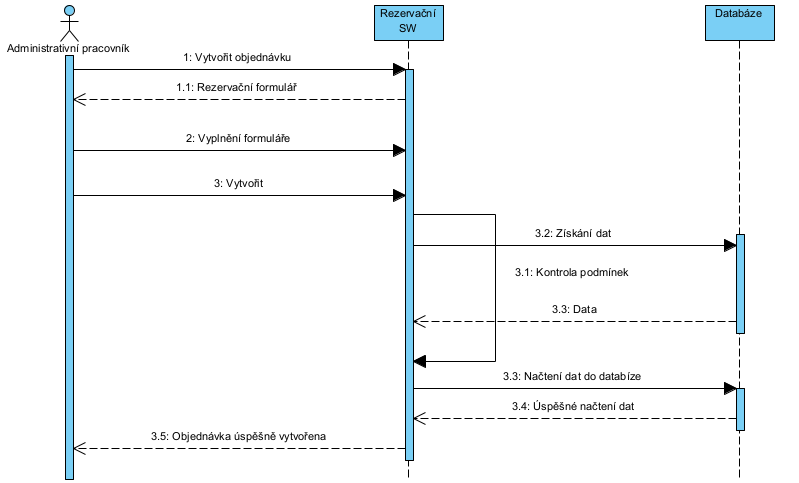 Rezervační
SW
Databáze
Administrativní pracovník
1: Vytvořit objednávku
1.1: Rezervační formulář
2: Vyplnění formuláře
3: Vytvořit
3.2: Získání dat
3.1: Kontrola podmínek
3.3: Data
3.3: Načtení dat do databíze
3.4: Úspěšné načtení dat
3.5: Objednávka úspěšně vytvořena